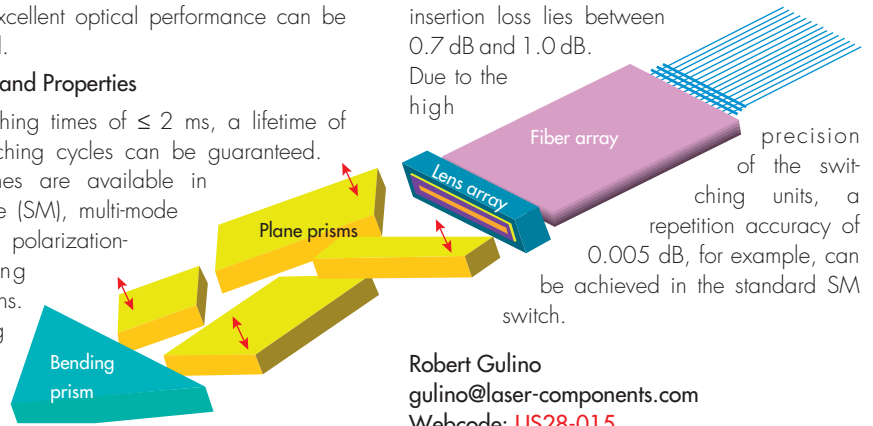 xcellent optical performance can be
and Properties
hing times of ≤ 2 ms, a lifetime of
ching cycles can be guaranteed.
nes are available in
e (SM), multi-mode
polarization-
ng
ns.
g
Bending
prism
Plane prisms
Lens array
Fiber array
insertion loss lies between
0.7 dB and 1.0 dB.
Due to the
high
precision
of the swit-
ching units, a
repetition accuracy of
0.005 dB, for example, can
be achieved in the standard SM
switch.
Robert Gulino
gulino@laser-components.com
Webcode: US28-015